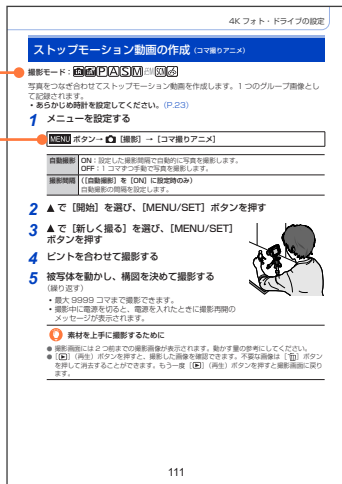 4K フォト・ドライブの設定
ストップモーション動画の作成（コマ撮りアニメ）
撮影モード：
写真をつなぎ合わせてストップモーション動画を作成します。1 つのグループ画像とし
て記録されます。
• あらかじめ時計を設定してください。(P.23)
1 メニューを設定する
MENU ボタン→ [撮影] → [コマ撮りアニメ]
自動撮影 ON：設定した撮影間隔で自動的に写真を撮影します。
OFF：1 コマずつ手動で写真を撮影します。
撮影間隔 （[自動撮影] を [ON] に設定時のみ）
自動撮影の間隔を設定します。
2 ▲ で [開始] を選び、[MENU/SET] ボタンを押す
3 ▲ で [新しく撮る] を選び、[MENU/SET]
ボタンを押す
4 ピントを合わせて撮影する
5 被写体を動かし、構図を決めて撮影する
（繰り返す）
• 最大 9999 コマまで撮影できます。
• 撮影中に電源を切ると、電源を入れたときに撮影再開の
メッセージが表示されます。
素材を上手に撮影するために
● 撮影画面には 2 つ前までの撮影画像が表示されます。動かす量の参考にしてください。
● [▶]（再生）ボタンを押すと、撮影した画像を確認できます。不要な画像は [ ] ボタン
を押して消去することができます。もう一度 [▶]（再生）ボタンを押すと撮影画面に戻り
ます。
111